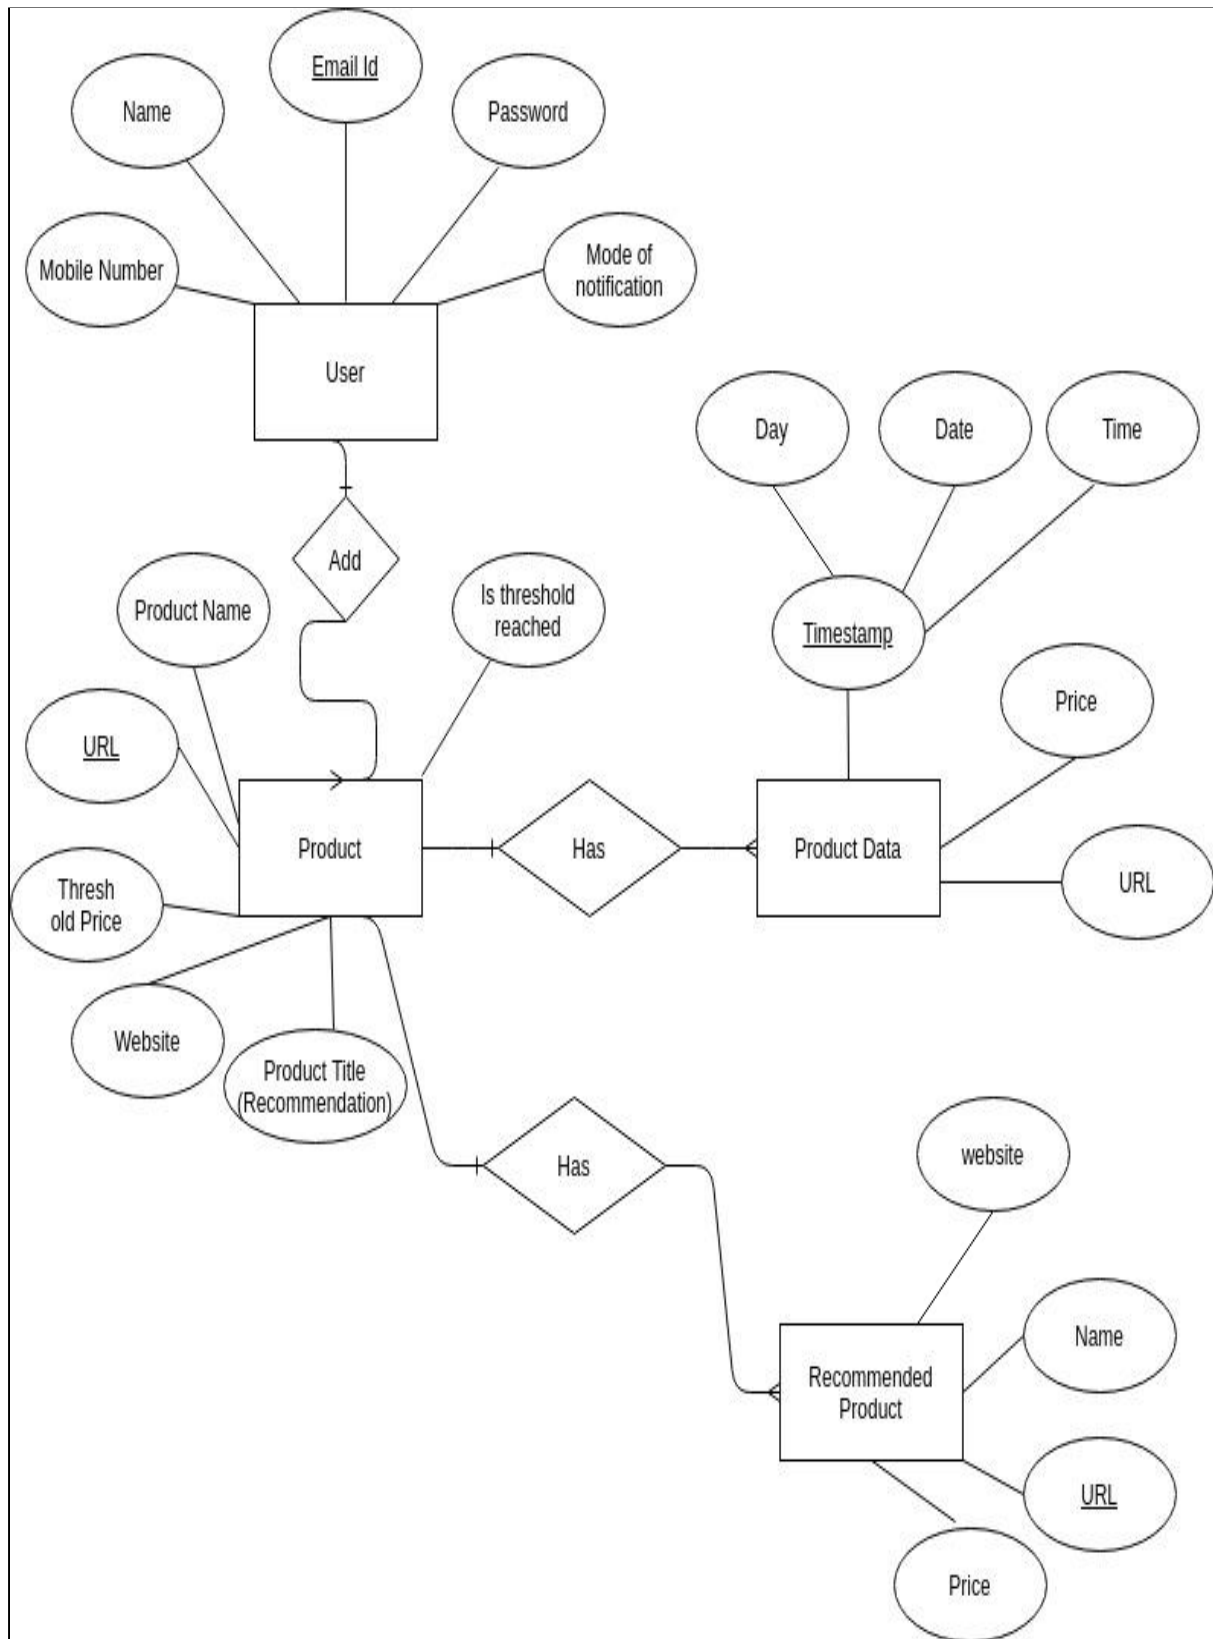 Email Id
Name
Password
Mobile Number
Mode of
notification
User
Day
Date
Time
Add
Product Name
Is threshold
reached
Timestamp
URL
Price
Product
Has
Product Data
URL
Thresh
old Price
Website
Product Title
(Recommendation)
Has
website
Name
Recommended
Product
URL
Price